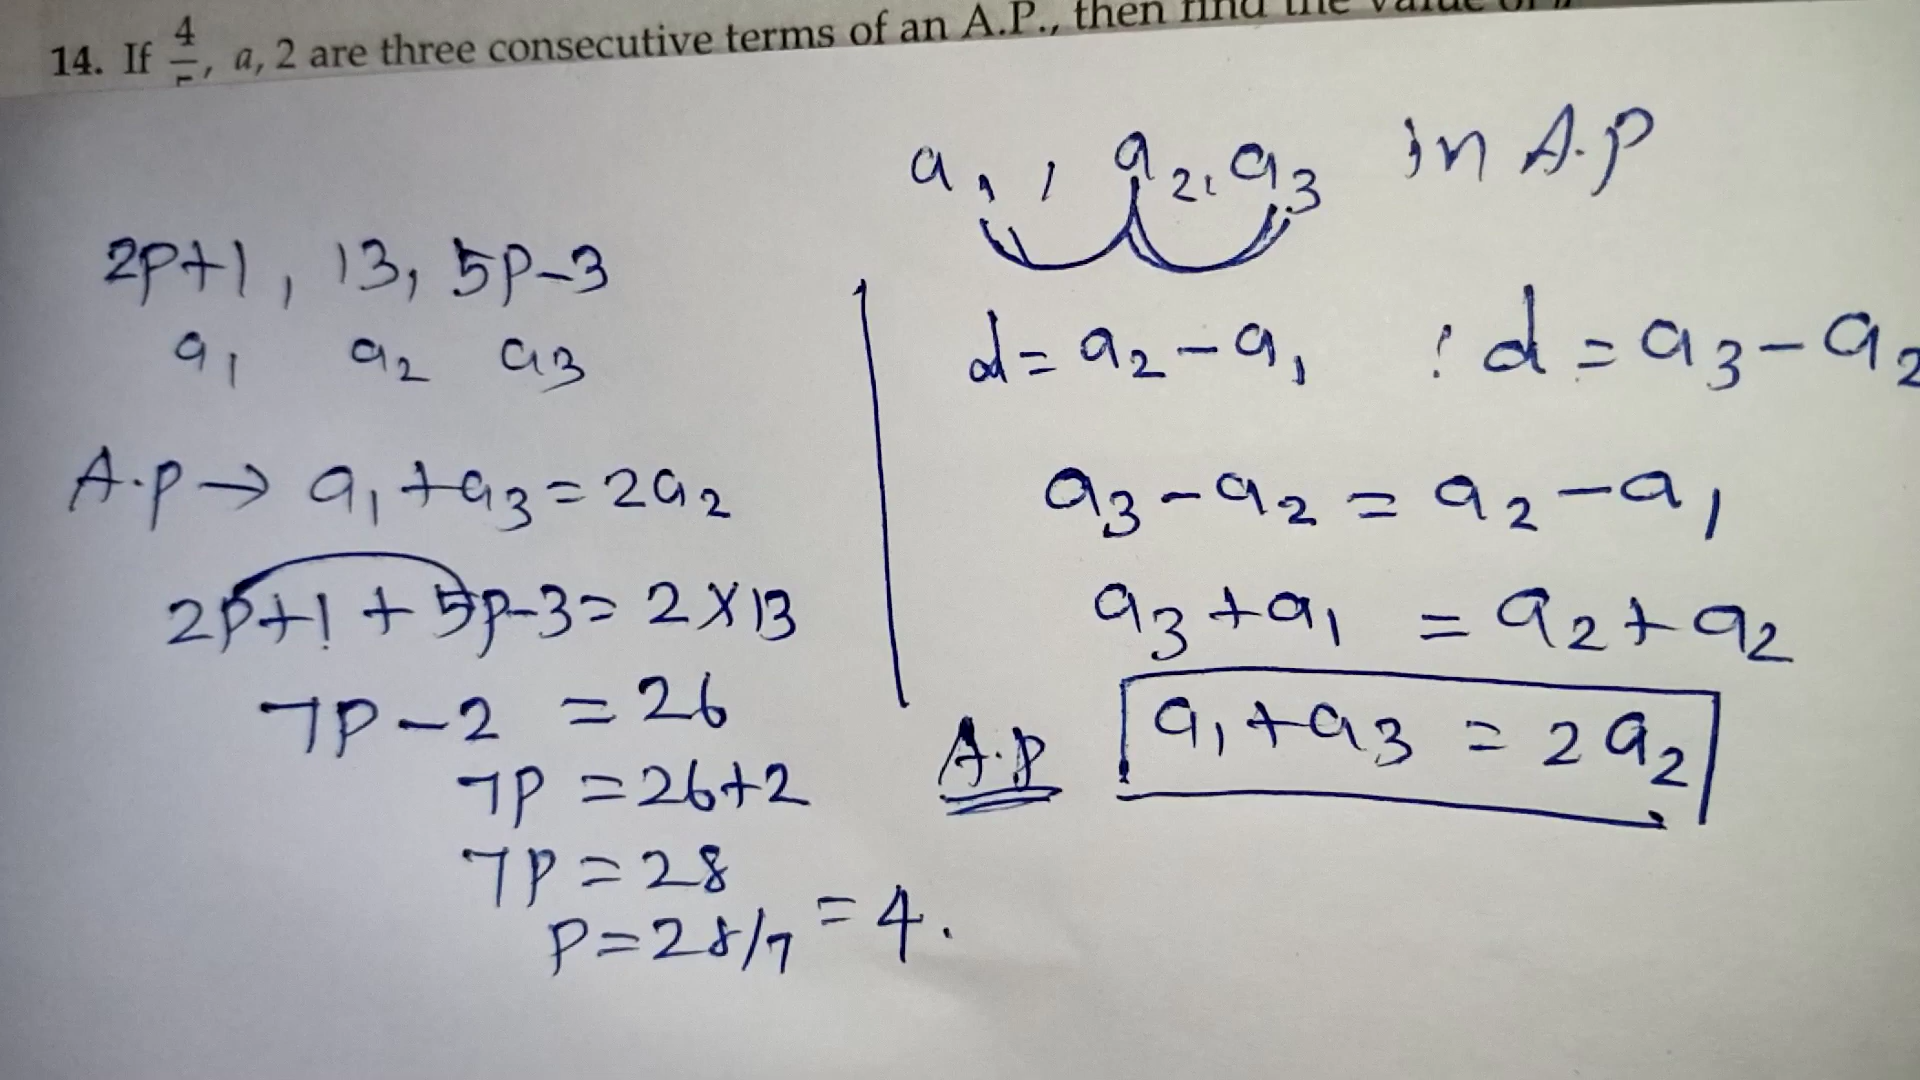 14. If 4/5, a, 2 are three consecutive terms of an A.P., then find the value of
a1, a2, a3 in A.P
2p+1, 13, 5p-3
a1 a2 a3
A.p → a1+a3=2a2
2p+1+5p-3=2×13
7p-2=26
7p=26+2
7p=28
p=28/7=4.
d=a2-a1 ; d=a3-a2
a3-a2=a2-a1
a3+a1=a2+a2
A.p a1+a3=2a2